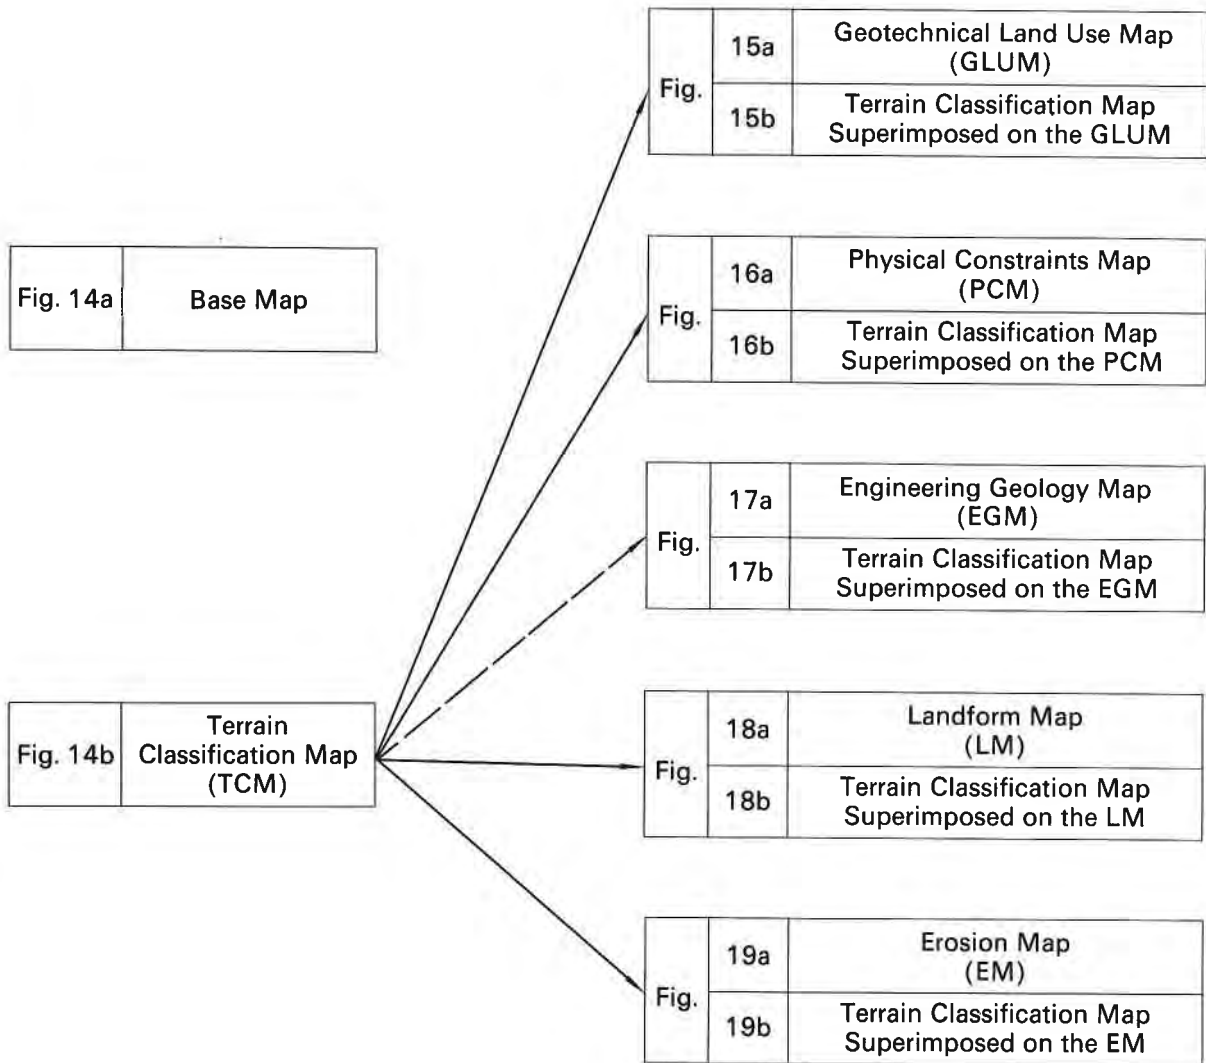 Fig. 14a
Base Map
Fig. 14b
Terrain
Classification Map
(TCM)
Fig.
15a
Geotechnical Land Use Map
(GLUM)
15b
Terrain Classification Map
Superimposed on the GLUM
Fig.
16a
Physical Constraints Map
(PCM)
16b
Terrain Classification Map
Superimposed on the PCM
Fig.
17a
Engineering Geology Map
(EGM)
17b
Terrain Classification Map
Superimposed on the EGM
Fig.
18a
Landform Map
(LM)
18b
Terrain Classification Map
Superimposed on the LM
Fig.
19a
Erosion Map
(EM)
19b
Terrain Classification Map
Superimposed on the EM